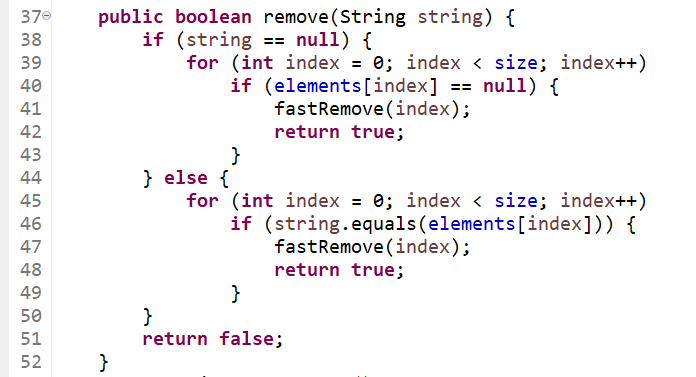 37 public boolean remove(String string) {
38 if (string == null) {
39 for (int index = 0; index < size; index++)
40 if (elements[index] == null) {
41 fastRemove(index);
42 return true;
43 }
44 } else {
45 for (int index = 0; index < size; index++)
46 if (string.equals(elements[index])) {
47 fastRemove(index);
48 return true;
49 }
50 }
51 return false;
52 }